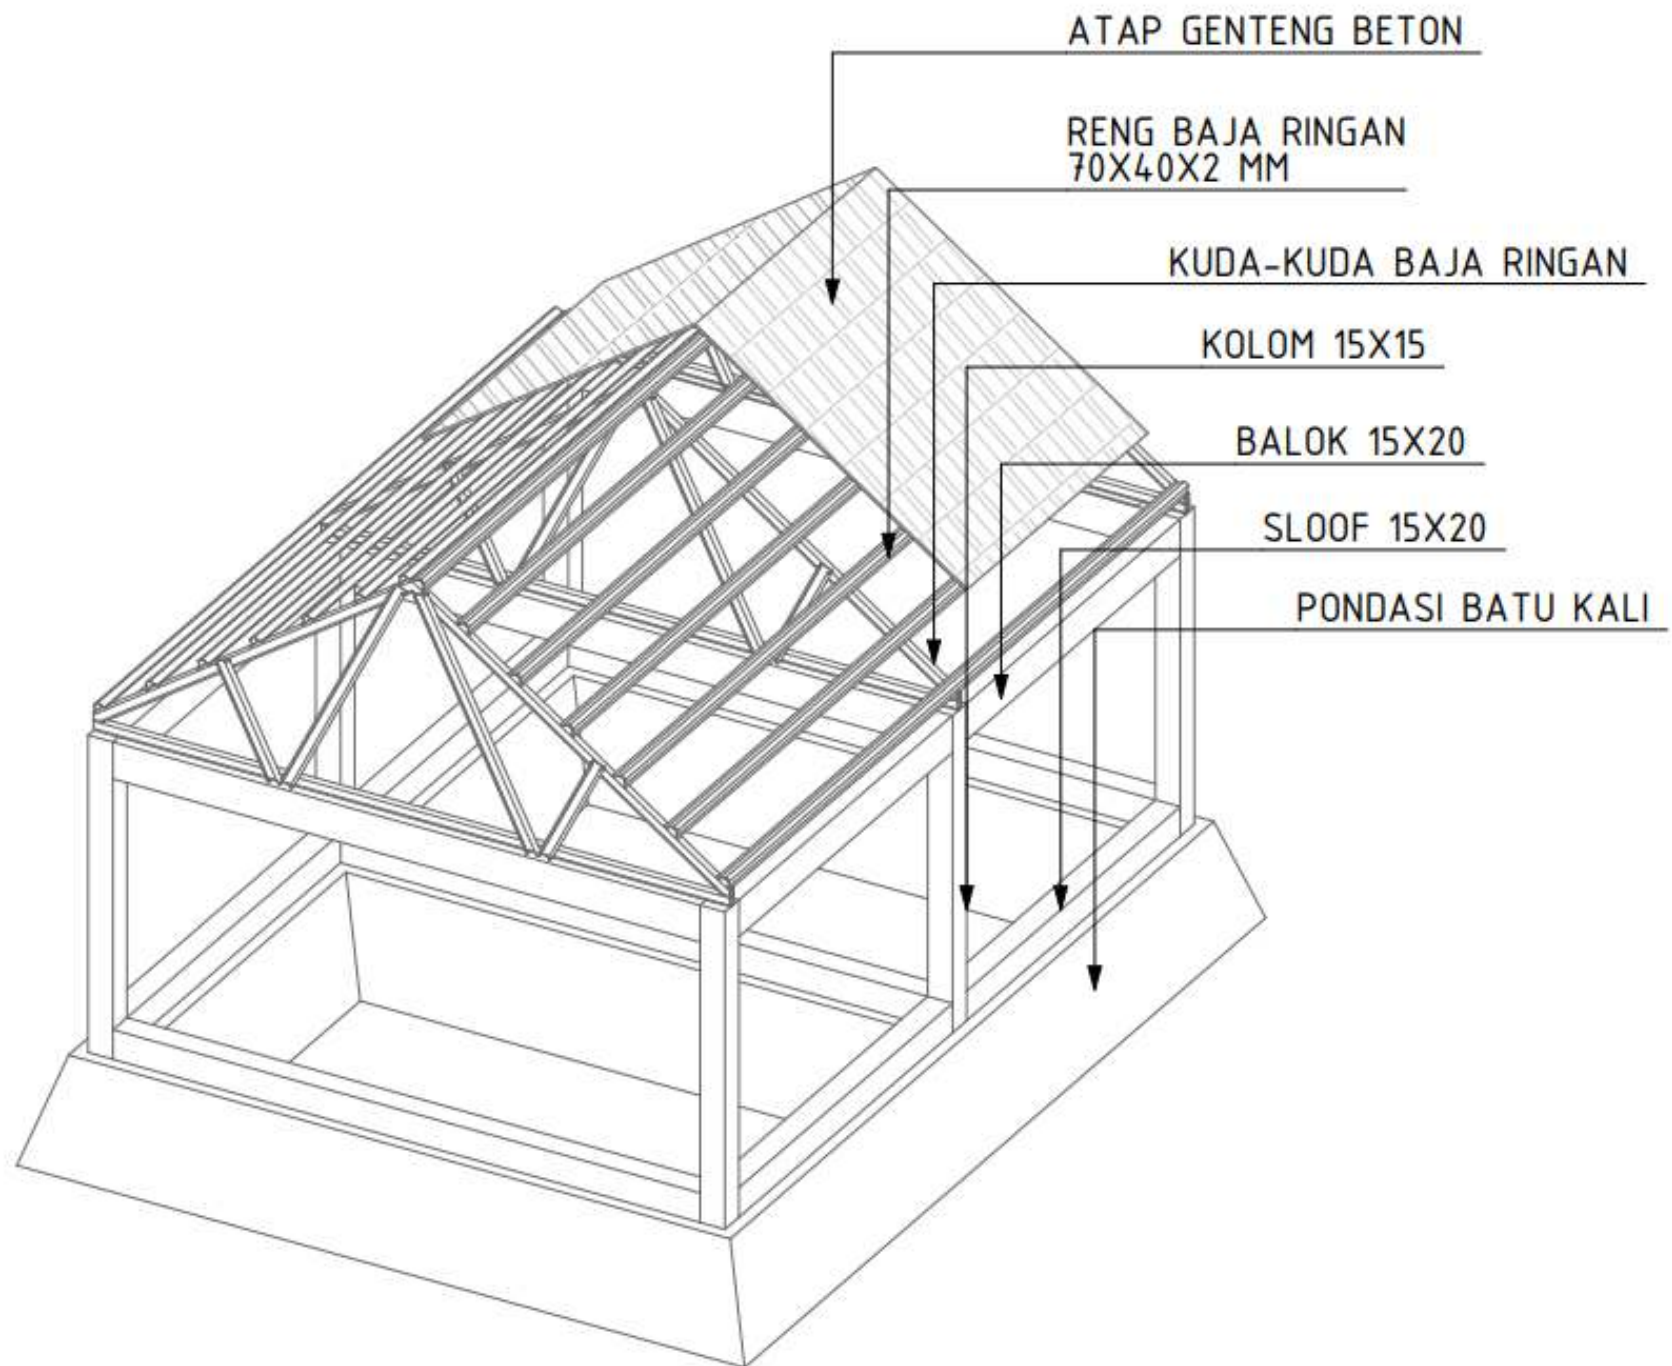 ATAP GENTENG BETON
RENG BAJA RINGAN
70X40X2 MM
KUDA-KUDA BAJA RINGAN
KOLOM 15X15
BALOK 15X20
SLOOF 15X20
PONDASI BATU KALI